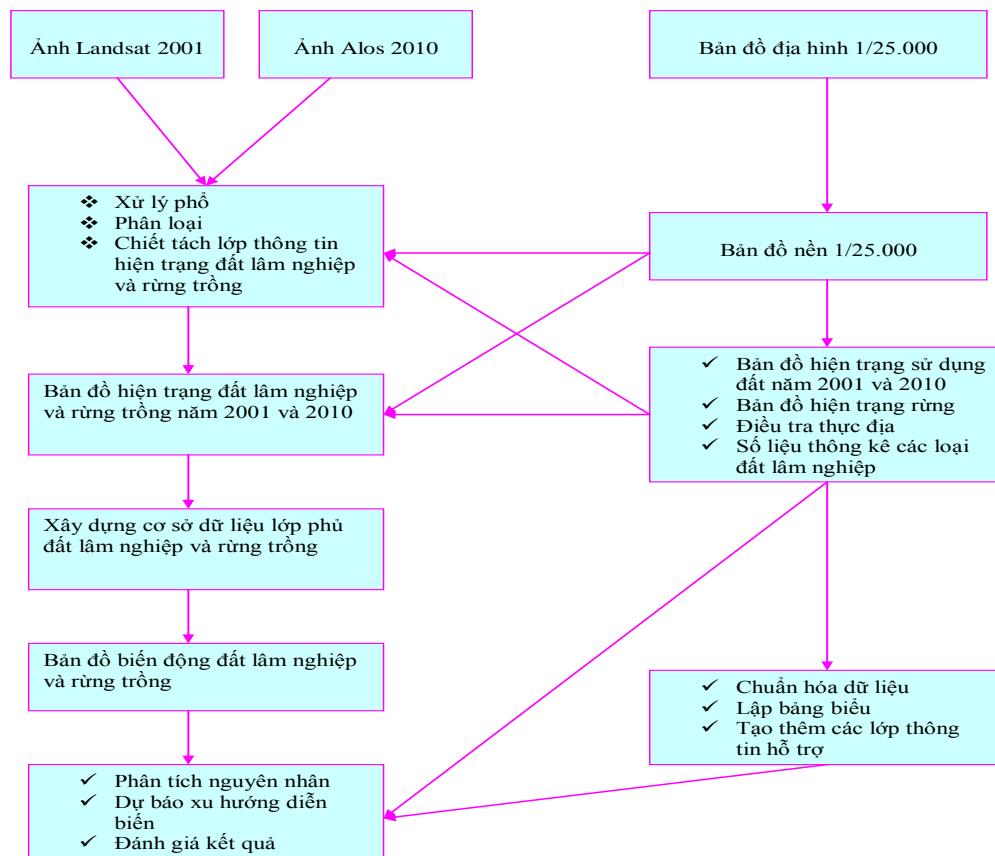 Ảnh Landsat 2001
Ảnh Alos 2010
Bản đồ địa hình 1/25.000
❖ Xử lý phổ
❖ Phân loại
❖ Chiết tách lớp thông tin
hiện trạng đất lâm nghiệp
và rừng trồng
Bản đồ nền 1/25.000
Bản đồ hiện trạng đất lâm nghiệp
và rừng trồng năm 2001 và 2010
✓ Bản đồ hiện trạng sử dụng
đất năm 2001 và 2010
✓ Bản đồ hiện trạng rừng
✓ Điều tra thực địa
✓ Số liệu thông kê các loại
đất lâm nghiệp
Xây dựng cơ sở dữ liệu lớp phủ
đất lâm nghiệp và rừng trồng
Bản đồ biến động đất lâm nghiệp
và rừng trồng
✓ Chuẩn hóa dữ liệu
✓ Lập bảng biểu
✓ Tạo thêm các lớp thông
tin hỗ trợ
✓ Phân tích nguyên nhân
✓ Dự báo xu hướng diễn
biến
✓ Đánh giá kết quả